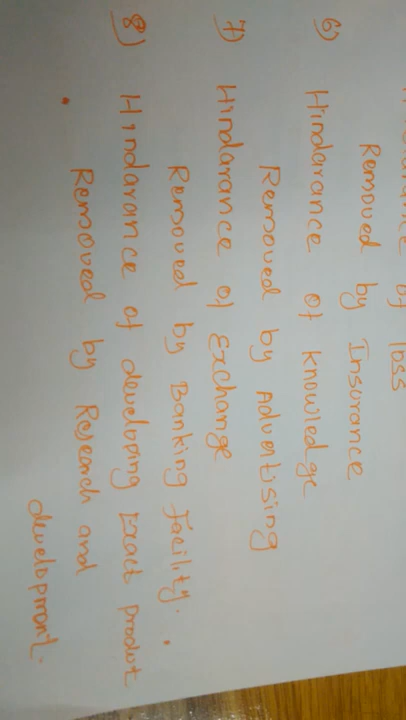 of loss
Removed by Insurance
6) Hindarance of knowledge
Removed by Advertising
7) Hindarance of Exchange
Removed by Banking facility.
8) Hindarance of developing Exact produt
Removed by Research and
development.